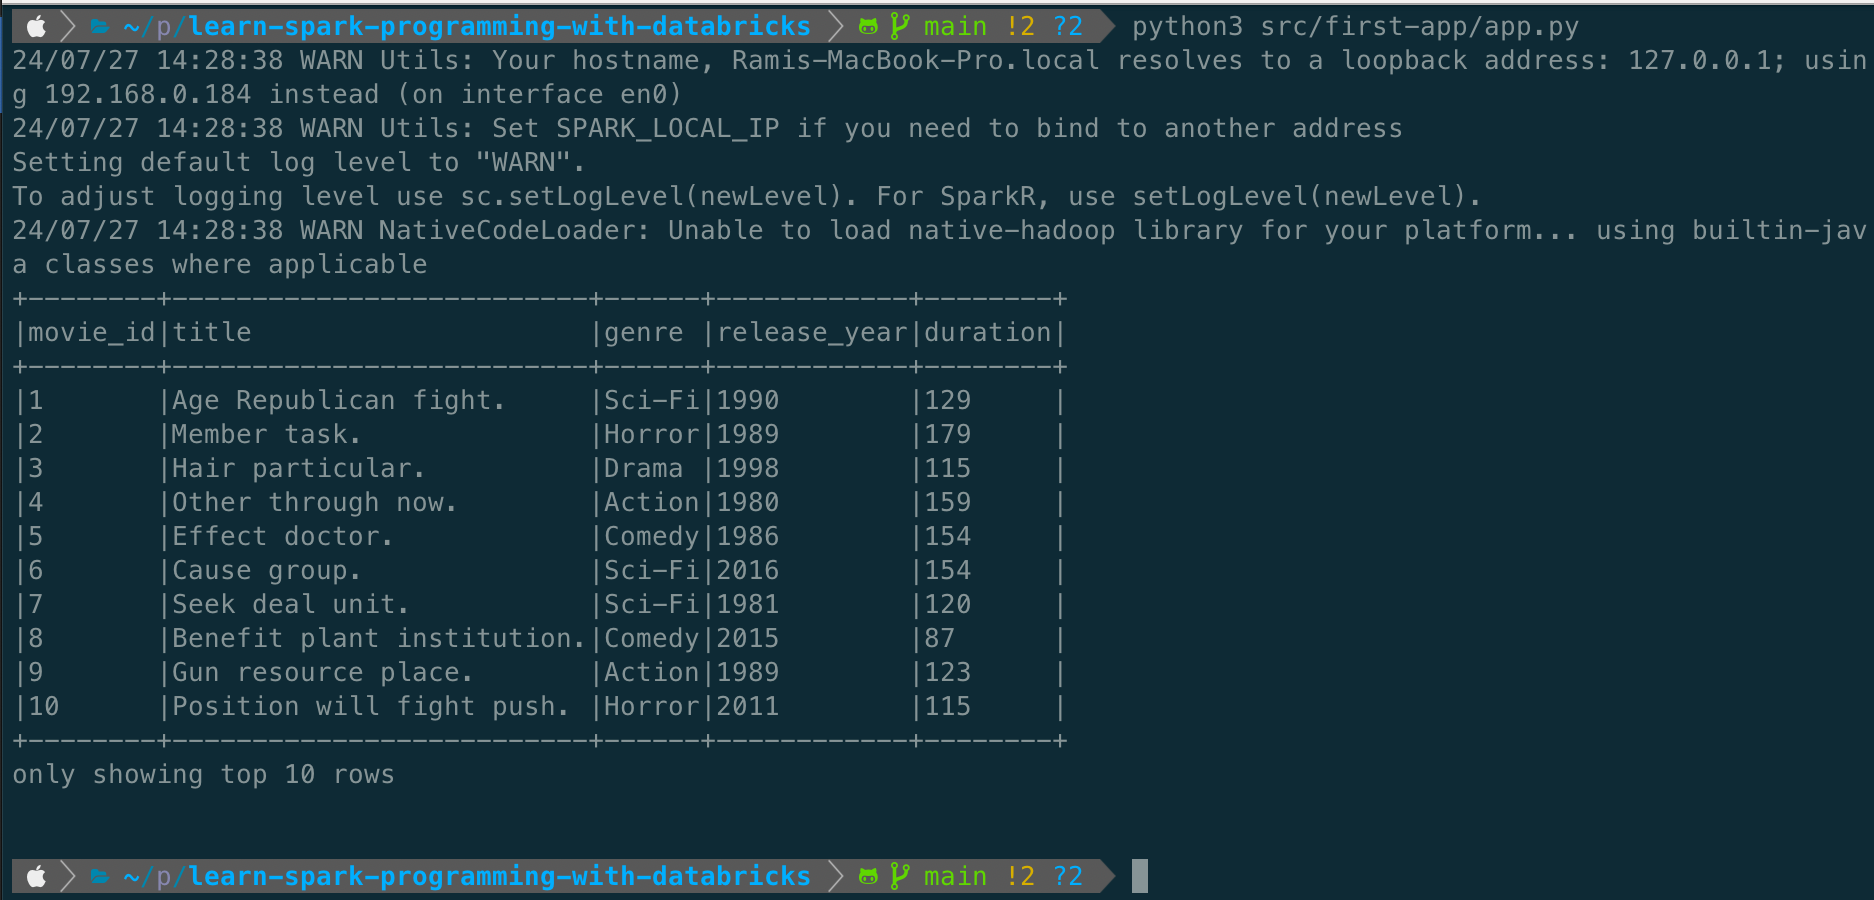 ~/p/learn-spark-programming-with-databricks main !2 ?2 python3 src/first-app/app.py
24/07/27 14:28:38 WARN Utils: Your hostname, Ramis-MacBook-Pro.local resolves to a loopback address: 127.0.0.1; usin
g 192.168.0.184 instead (on interface en0)
24/07/27 14:28:38 WARN Utils: Set SPARK_LOCAL_IP if you need to bind to another address
Setting default log level to "WARN".
To adjust logging level use sc.setLogLevel(newLevel). For SparkR, use setLogLevel(newLevel).
24/07/27 14:28:38 WARN NativeCodeLoader: Unable to load native-hadoop library for your platform... using builtin-jav
a classes where applicable
+--------+--------------------------+------+------------+--------+
|movie_id|title                     |genre |release_year|duration|
+--------+--------------------------+------+------------+--------+
|1       |Age Republican fight.     |Sci-Fi|1990        |129     |
|2       |Member task.              |Horror|1989        |179     |
|3       |Hair particular.          |Drama |1998        |115     |
|4       |Other through now.        |Action|1980        |159     |
|5       |Effect doctor.            |Comedy|1986        |154     |
|6       |Cause group.              |Sci-Fi|2016        |154     |
|7       |Seek deal unit.           |Sci-Fi|1981        |120     |
|8       |Benefit plant institution.|Comedy|2015        |87      |
|9       |Gun resource place.       |Action|1989        |123     |
|10      |Position will fight push. |Horror|2011        |115     |
+--------+--------------------------+------+------------+--------+
only showing top 10 rows
~/p/learn-spark-programming-with-databricks main !2 ?2